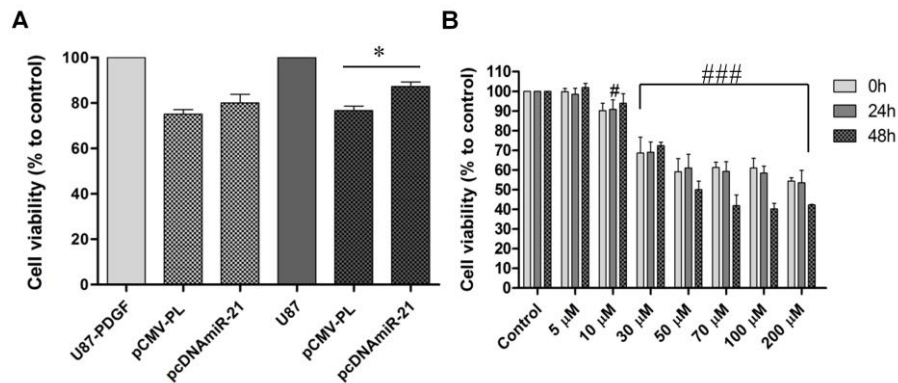 A
Cell viability (% to control)
100
80
60
40
20
0
*
U87-PDGF
pCMV-PL
pcDNAmiR-21
U87
pCMV-PL
pcDNAmiR-21
B
Cell viability (% to control)
110
100
90
80
70
60
50
40
30
20
10
0
#
###
Control
5 μM
10 μM
30 μM
50 μM
70 μM
100 μM
200 μM
0h
24h
48h